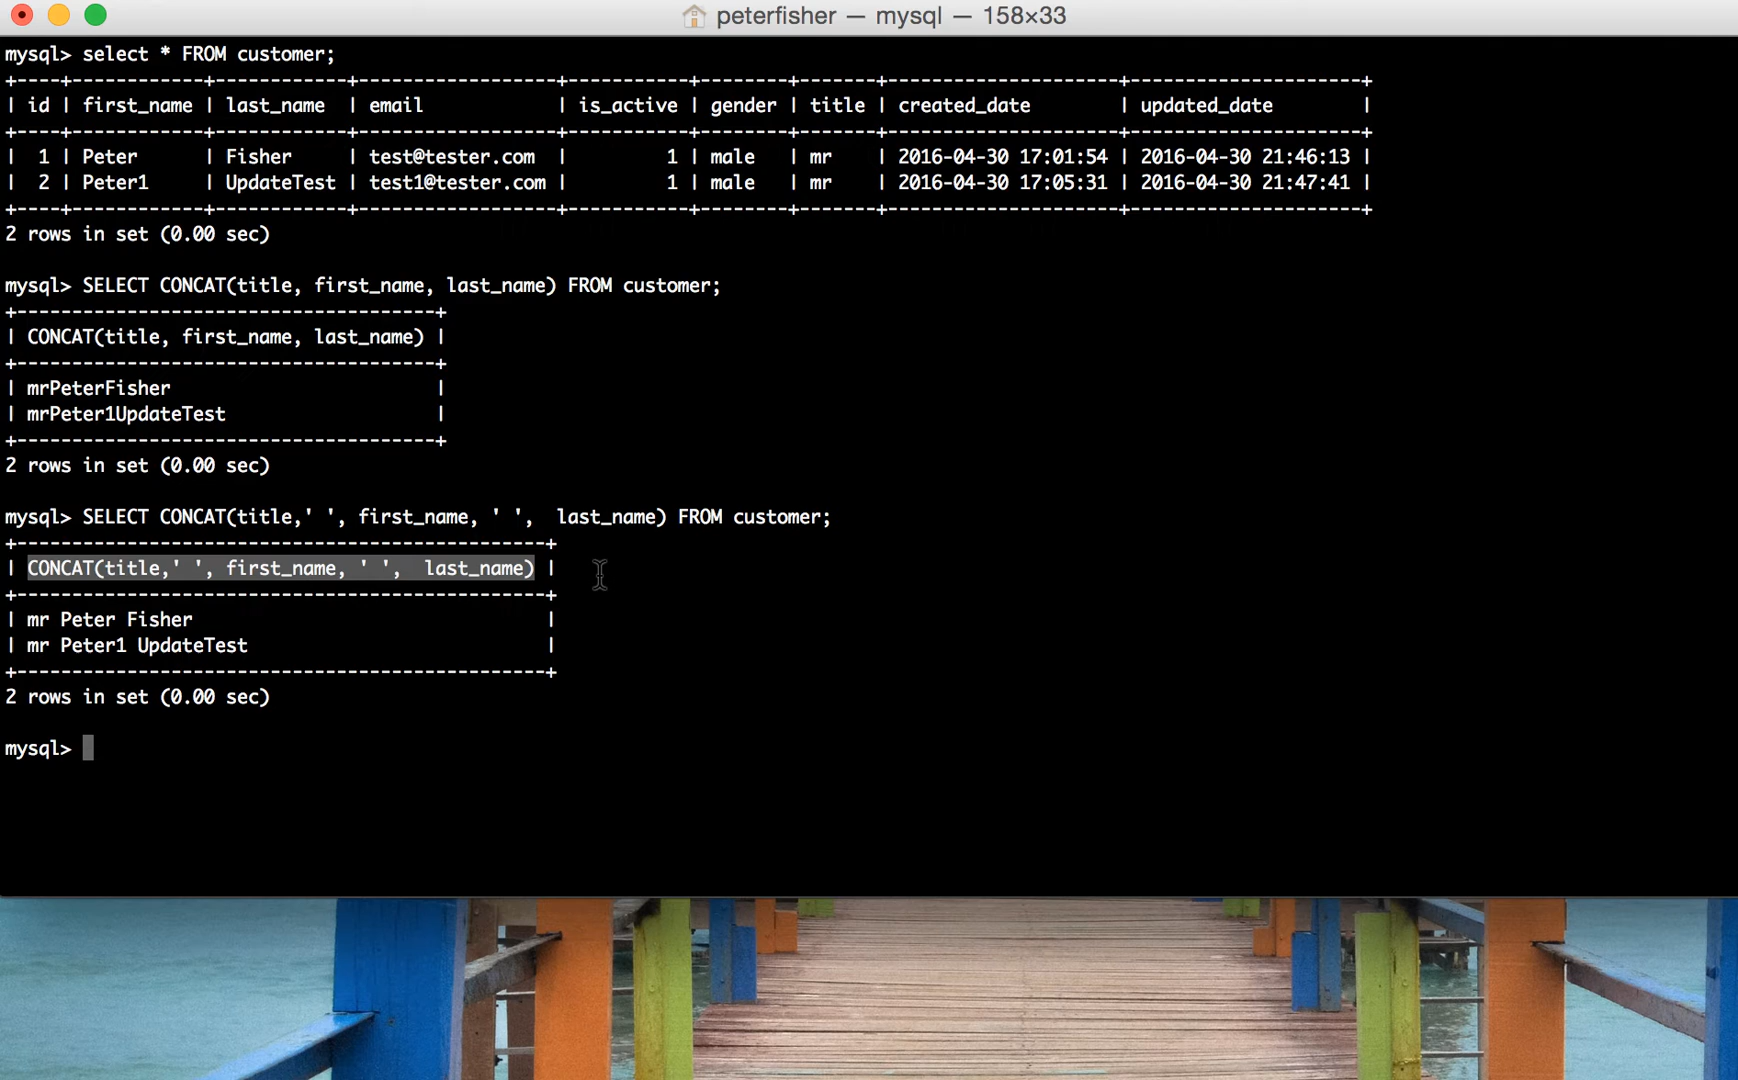 peterfisher — mysql — 158×33
mysql> select * FROM customer;
+----+------------+------------+------------------+-----------+--------+-------+---------------------+---------------------+
| id | first_name | last_name  | email            | is_active | gender | title | created_date        | updated_date        |
+----+------------+------------+------------------+-----------+--------+-------+---------------------+---------------------+
|  1 | Peter      | Fisher     | test@tester.com  |         1 | male   | mr    | 2016-04-30 17:01:54 | 2016-04-30 21:46:13 |
|  2 | Peter1     | UpdateTest | test1@tester.com |         1 | male   | mr    | 2016-04-30 17:05:31 | 2016-04-30 21:47:41 |
+----+------------+------------+------------------+-----------+--------+-------+---------------------+---------------------+
2 rows in set (0.00 sec)
mysql> SELECT CONCAT(title, first_name, last_name) FROM customer;
+--------------------------------------+
| CONCAT(title, first_name, last_name) |
+--------------------------------------+
| mrPeterFisher                        |
| mrPeter1UpdateTest                   |
+--------------------------------------+
2 rows in set (0.00 sec)
mysql> SELECT CONCAT(title,' ', first_name, ' ',  last_name) FROM customer;
+------------------------------------------------+
| CONCAT(title,' ', first_name, ' ',  last_name) |
+------------------------------------------------+
| mr Peter Fisher                                |
| mr Peter1 UpdateTest                           |
+------------------------------------------------+
2 rows in set (0.00 sec)
mysql>